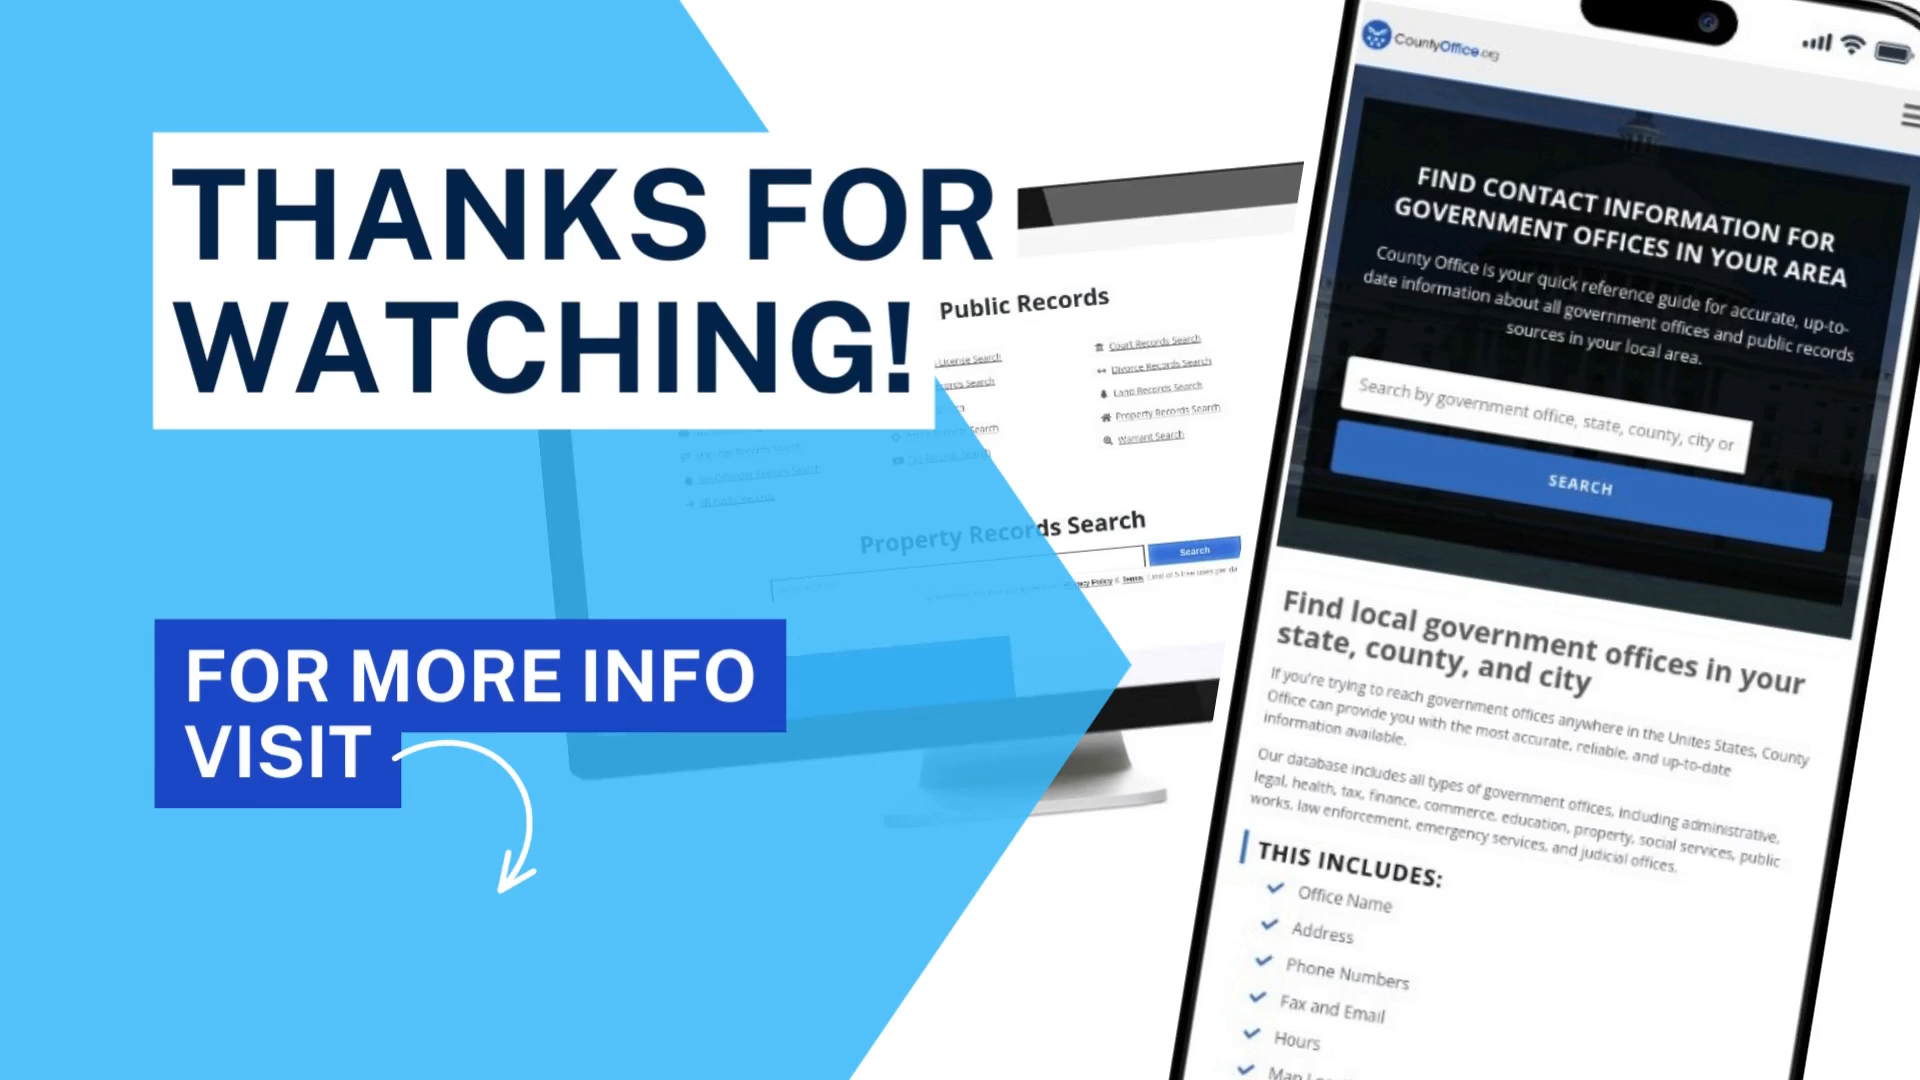 THANKS FOR
WATCHING!
FOR MORE INFO
VISIT
Public Records
License Search
Court Records Search
Divorce Records Search
Land Records Search
Property Records Search
Warrant Search
Search
Property Records Search
Search
CountyOffice.org
FIND CONTACT INFORMATION FOR
GOVERNMENT OFFICES IN YOUR AREA
County Office is your quick reference guide for accurate, up-to-
date information about all government offices and public records
sources in your local area.
Search by government office, state, county, city or
SEARCH
Find local government offices in your
state, county, and city
If you're trying to reach government offices anywhere in the Unites States, County
Office can provide you with the most accurate, reliable, and up-to-date
information available.
Our database includes all types of government offices, including administrative,
legal, health, tax, finance, commerce, education, property, social services, public
works, law enforcement, emergency services, and judicial offices.
THIS INCLUDES:
Office Name
Address
Phone Numbers
Fax and Email
Hours
Map